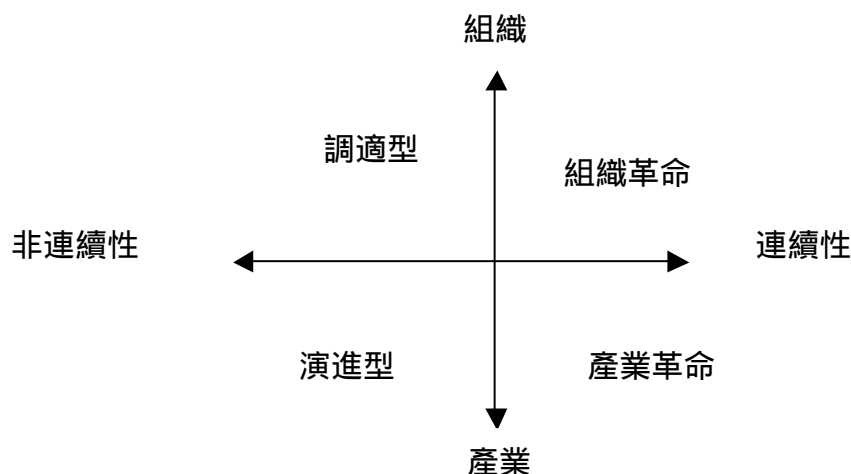 組織
調適型
組織革命
非連續性
連續性
演進型
產業革命
產業